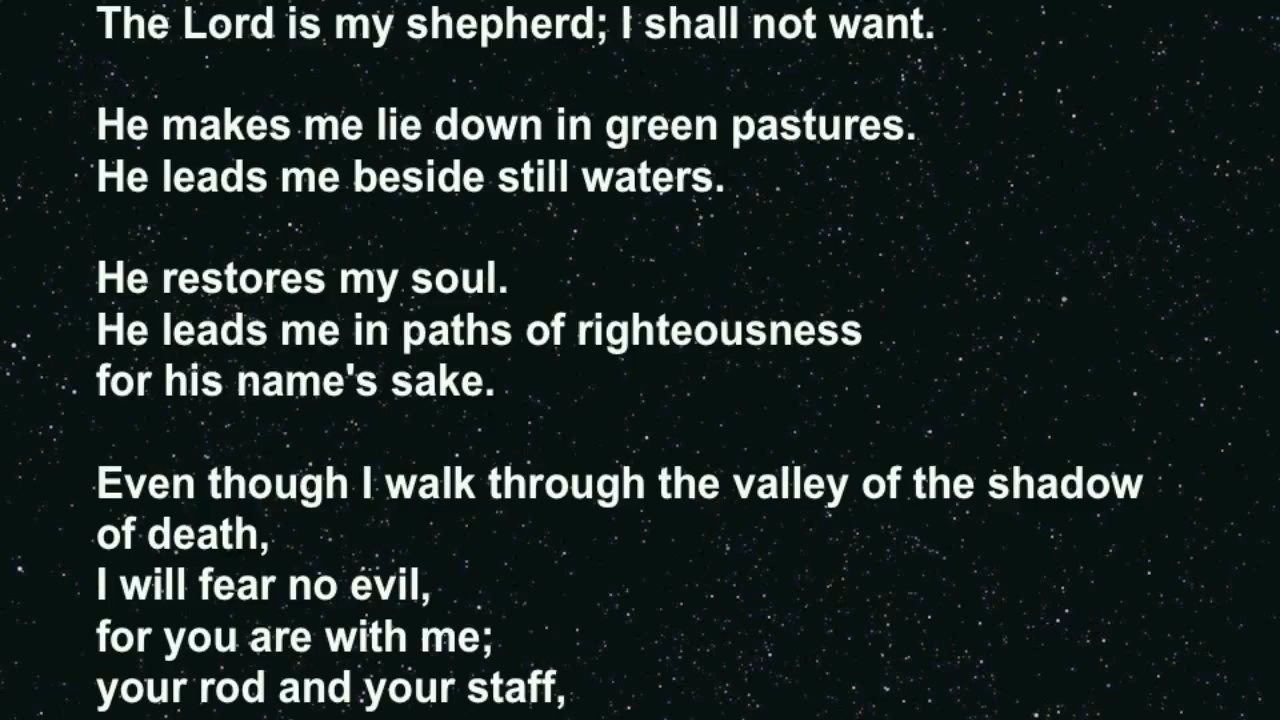 The Lord is my shepherd; I shall not want.
He makes me lie down in green pastures.
He leads me beside still waters.
He restores my soul.
He leads me in paths of righteousness
for his name's sake.
Even though I walk through the valley of the shadow
of death,
I will fear no evil,
for you are with me;
your rod and your staff,